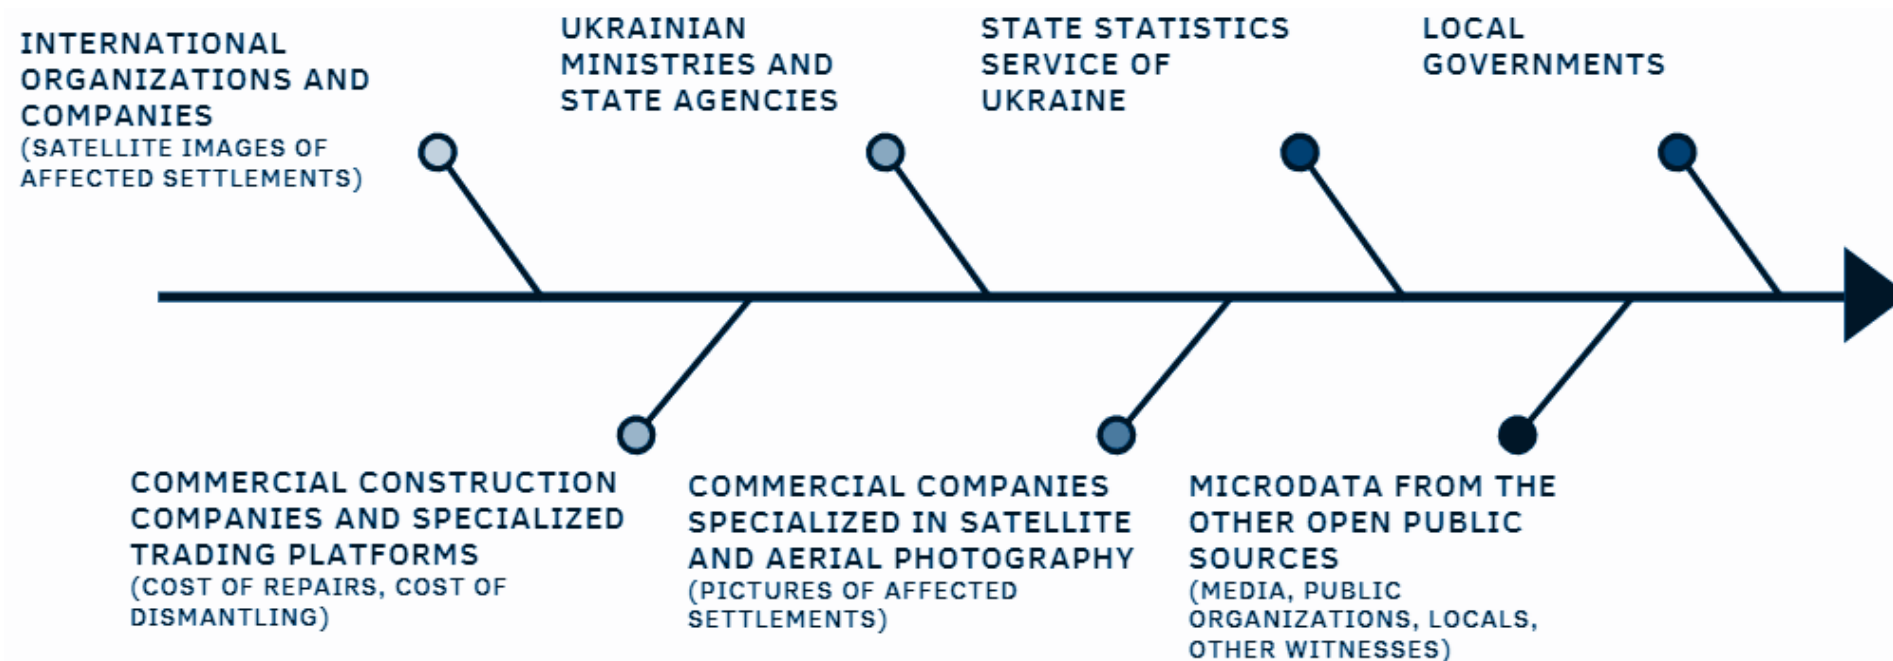 INTERNATIONAL
ORGANIZATIONS AND
COMPANIES
(SATELLITE IMAGES OF
AFFECTED SETTLEMENTS)
UKRAINIAN
MINISTRIES AND
STATE AGENCIES
STATE STATISTICS
SERVICE OF
UKRAINE
LOCAL
GOVERNMENTS
COMMERCIAL CONSTRUCTION
COMPANIES AND SPECIALIZED
TRADING PLATFORMS
(COST OF REPAIRS, COST OF
DISMANTLING)
COMMERCIAL COMPANIES
SPECIALIZED IN SATELLITE
AND AERIAL PHOTOGRAPHY
(PICTURES OF AFFECTED
SETTLEMENTS)
MICRODATA FROM THE
OTHER OPEN PUBLIC
SOURCES
(MEDIA, PUBLIC
ORGANIZATIONS, LOCALS,
OTHER WITNESSES)